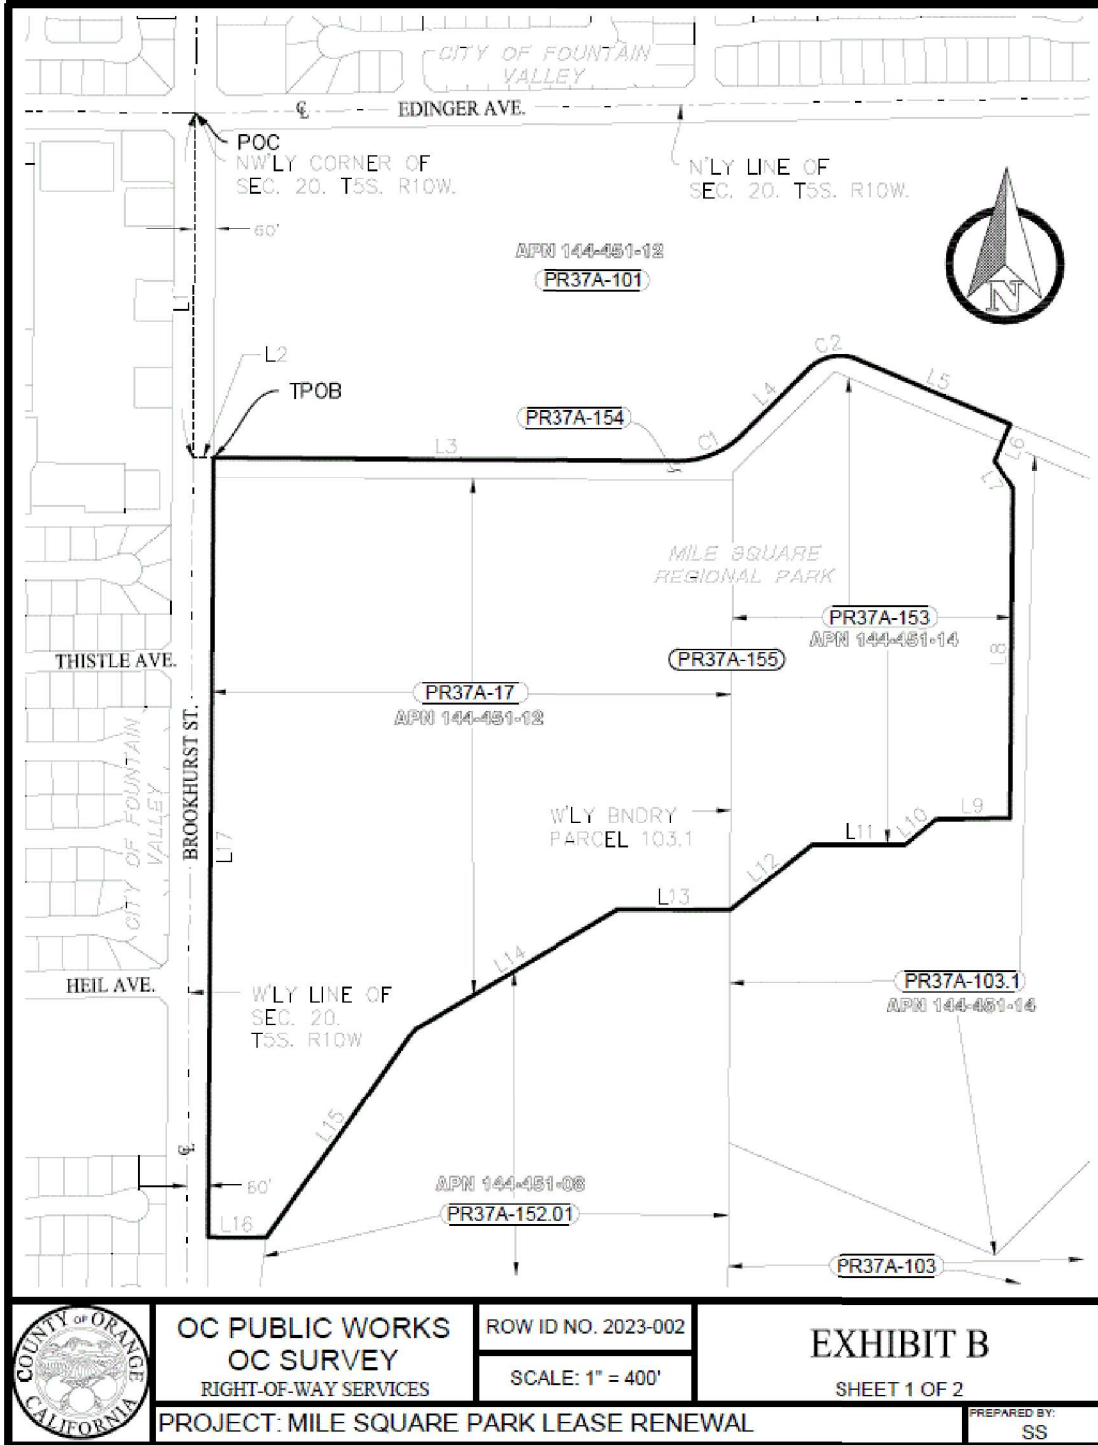 CITY OF FOUNTAIN
VALLEY
℄
EDINGER AVE.
POC
NW'LY CORNER OF
SEC. 20. T5S. R10W.
N'LY LINE OF
SEC. 20. T5S. R10W.
60'
APN 144-451-12
PR37A-101
N
L1
L2
TPOB
C2
L4
L5
PR37A-154
L3
C1
L6
L7
MILE SQUARE
REGIONAL PARK
PR37A-153
APN 144-451-14
THISTLE AVE.
PR37A-155
L8
PR37A-17
APN 144-451-12
CITY OF FOUNTAIN
VALLEY
BROOKHURST ST.
L17
W'LY BNDRY
PARCEL 103.1
L9
L10
L11
L12
L13
L14
HEIL AVE.
W'LY LINE OF
SEC. 20.
T5S. R10W
PR37A-103.1
APN 144-451-14
L15
℄
60'
APN 144-451-08
PR37A-152.01
L16
PR37A-103
COUNTY OF ORANGE
CALIFORNIA
OC PUBLIC WORKS
OC SURVEY
RIGHT-OF-WAY SERVICES
ROW ID NO. 2023-002
SCALE: 1" = 400'
EXHIBIT B
SHEET 1 OF 2
PROJECT: MILE SQUARE PARK LEASE RENEWAL
PREPARED BY:
SS